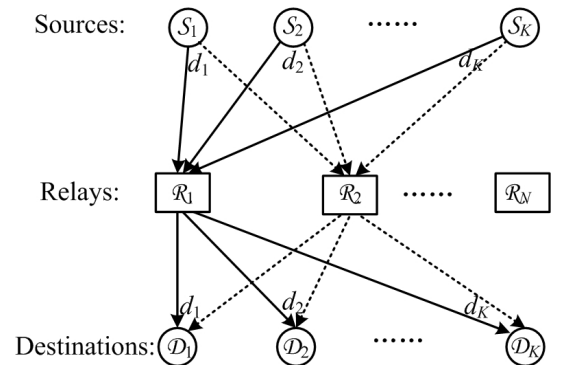 Sources: 𝒮1 𝒮2 ...... 𝒮K
d1 d2 dK
Relays: ℛ1 ℛ2 ...... ℛN
d1 d2 dK
Destinations: 𝒟1 𝒟2 ...... 𝒟K